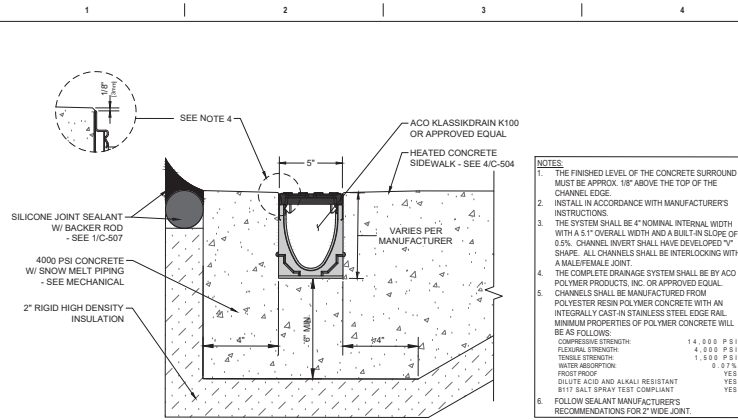 1 2 3 4
1/8"
[3mm]
SEE NOTE 4
ACO KLASSIKDRAIN K100
OR APPROVED EQUAL
5"
HEATED CONCRETE
SIDEWALK - SEE 4/C-504
SILICONE JOINT SEALANT
W/ BACKER ROD
- SEE 1/C-507
VARIES PER
MANUFACTURER
4000 PSI CONCRETE
W/ SNOW MELT PIPING
- SEE MECHANICAL
2" RIGID HIGH DENSITY
INSULATION
4"
6" MIN.
4"
NOTES:
1. THE FINISHED LEVEL OF THE CONCRETE SURROUND
MUST BE APPROX. 1/8" ABOVE THE TOP OF THE
CHANNEL EDGE.
2. INSTALL IN ACCORDANCE WITH MANUFACTURER'S
INSTRUCTIONS.
3. THE SYSTEM SHALL BE 4" NOMINAL INTERNAL WIDTH
WITH A 5.1" OVERALL WIDTH AND A BUILT-IN SLOPE OF
0.5%. CHANNEL INVERT SHALL HAVE DEVELOPED "V"
SHAPE. ALL CHANNELS SHALL BE INTERLOCKING WITH
A MALE/FEMALE JOINT.
4. THE COMPLETE DRAINAGE SYSTEM SHALL BE BY ACO
POLYMER PRODUCTS, INC. OR APPROVED EQUAL.
5. CHANNELS SHALL BE MANUFACTURED FROM
POLYESTER RESIN POLYMER CONCRETE WITH AN
INTEGRALLY CAST-IN STAINLESS STEEL EDGE RAIL.
MINIMUM PROPERTIES OF POLYMER CONCRETE WILL
BE AS FOLLOWS:
COMPRESSIVE STRENGTH: 14,000 PSI
FLEXURAL STRENGTH: 4,000 PSI
TENSILE STRENGTH: 1,500 PSI
WATER ABSORPTION: 0.07%
FROST PROOF YES
DILUTE ACID AND ALKALI RESISTANT YES
B117 SALT SPRAY TEST COMPLIANT YES
6. FOLLOW SEALANT MANUFACTURER'S
RECOMMENDATIONS FOR 2" WIDE JOINT.